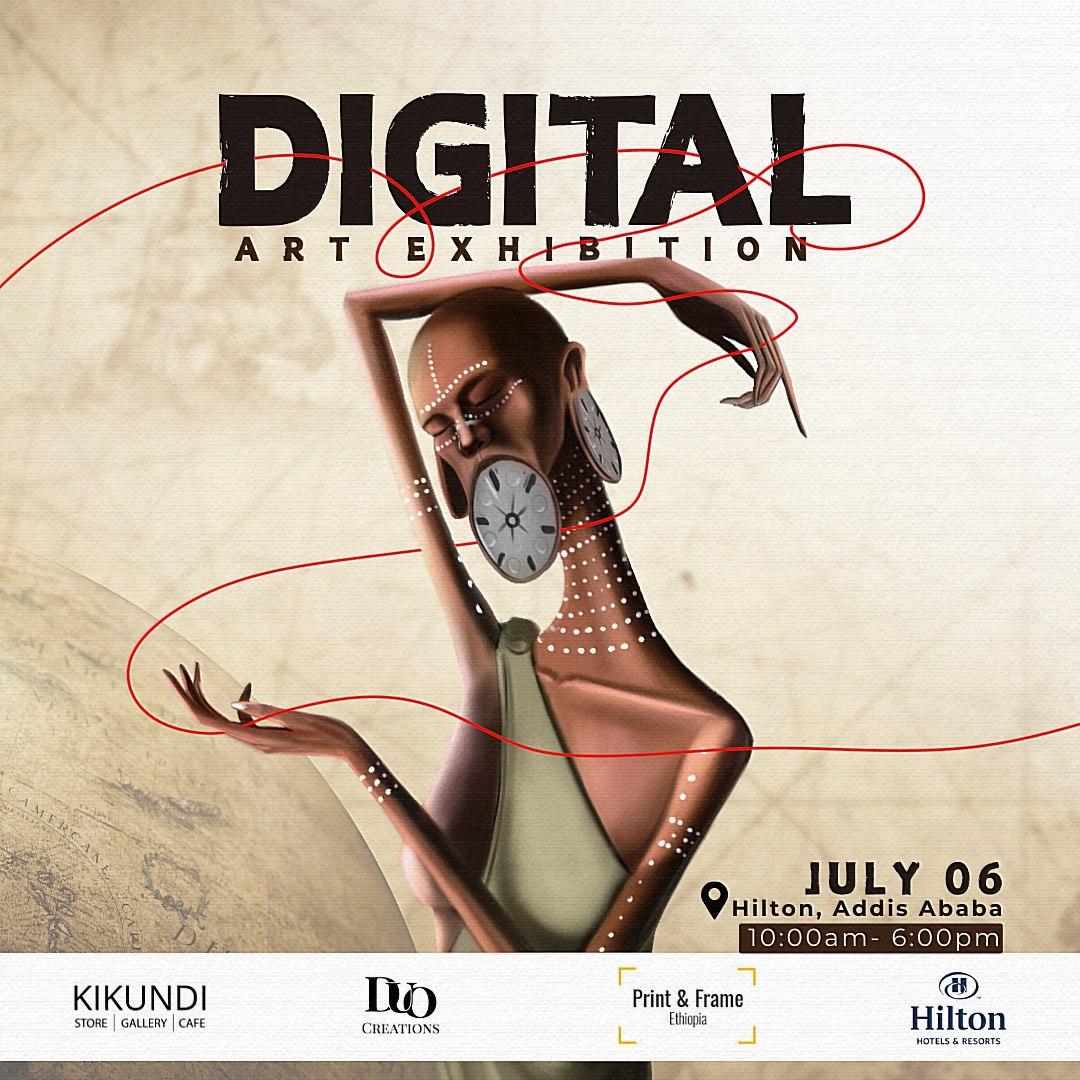 DIGITAL
ART EXHIBITION
JULY 06
Hilton, Addis Ababa
10:00am- 6:00pm
KIKUNDI
STORE | GALLERY | CAFE
DUO
CREATIONS
Print & Frame
Ethiopia
H
Hilton
HOTELS & RESORTS